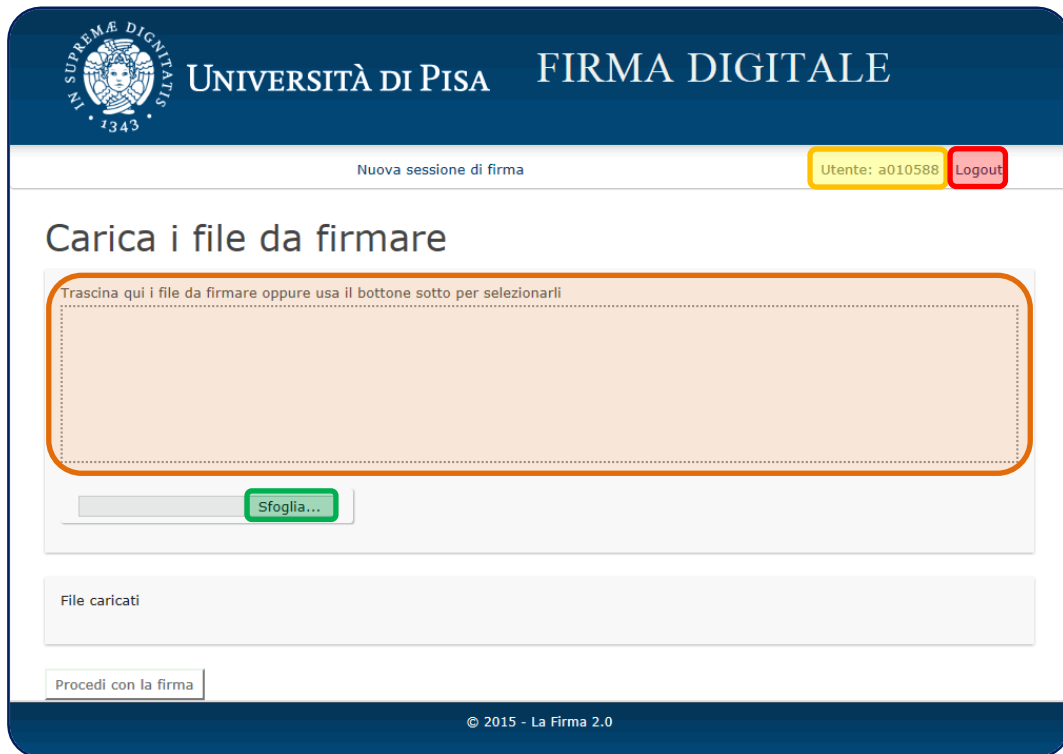 IN SUPREMÆ DIGNITATIS
· 1343 ·
UNIVERSITÀ DI PISA
FIRMA DIGITALE
Nuova sessione di firma
Utente: a010588
Logout
Carica i file da firmare
Trascina qui i file da firmare oppure usa il bottone sotto per selezionarli
Sfoglia...
File caricati
Procedi con la firma
© 2015 - La Firma 2.0